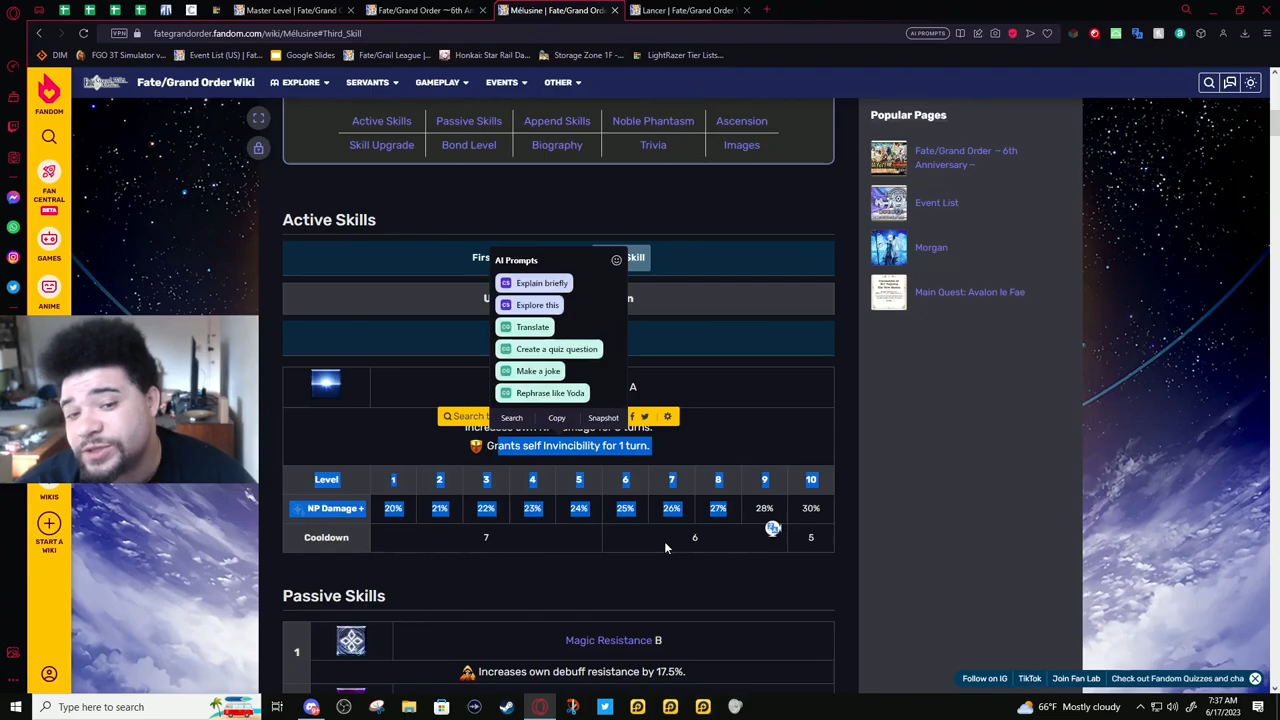 Master Level | Fate/Grand O
Fate/Grand Order ～6th A
Mélusine | Fate/Grand Orde
Lancer | Fate/Grand Order
VPN
fategrandorder.fandom.com/wiki/Mélusine#Third_Skill
AI PROMPTS
DIM
FGO 3T Simulator v...
Event List (US) | Fat...
Google Slides
Fate/Grail League |...
Honkai: Star Rail Da...
Storage Zone 1F -...
LightRazer Tier Lists...
Fate/Grand Order Wiki
EXPLORE
SERVANTS
GAMEPLAY
EVENTS
OTHER
FANDOM
FAN CENTRAL
BETA
GAMES
ANIME
WIKIS
START A WIKI
Active Skills
Passive Skills
Append Skills
Noble Phantasm
Ascension
Skill Upgrade
Bond Level
Biography
Trivia
Images
Popular Pages
Fate/Grand Order ～6th
Anniversary～
Event List
Morgan
Main Quest: Avalon le Fae
Active Skills
Firs
Skill
U
n
AI Prompts
Explain briefly
Explore this
Translate
Create a quiz question
Make a joke
Rephrase like Yoda
Search
Copy
Snapshot
A
Search t
Grants self Invincibility for 1 turn.
Level 1 2 3 4 5 6 7 8 9 10
NP Damage + 20% 21% 22% 23% 24% 25% 26% 27% 28% 30%
Cooldown 7 6 5
Passive Skills
1
Magic Resistance B
Increases own debuff resistance by 17.5%.
Follow on IG
TikTok
Join Fan Lab
Check out Fandom Quizzes and cha
Type here to search
66°F Mostly cloudy
7:37 AM
6/17/2023